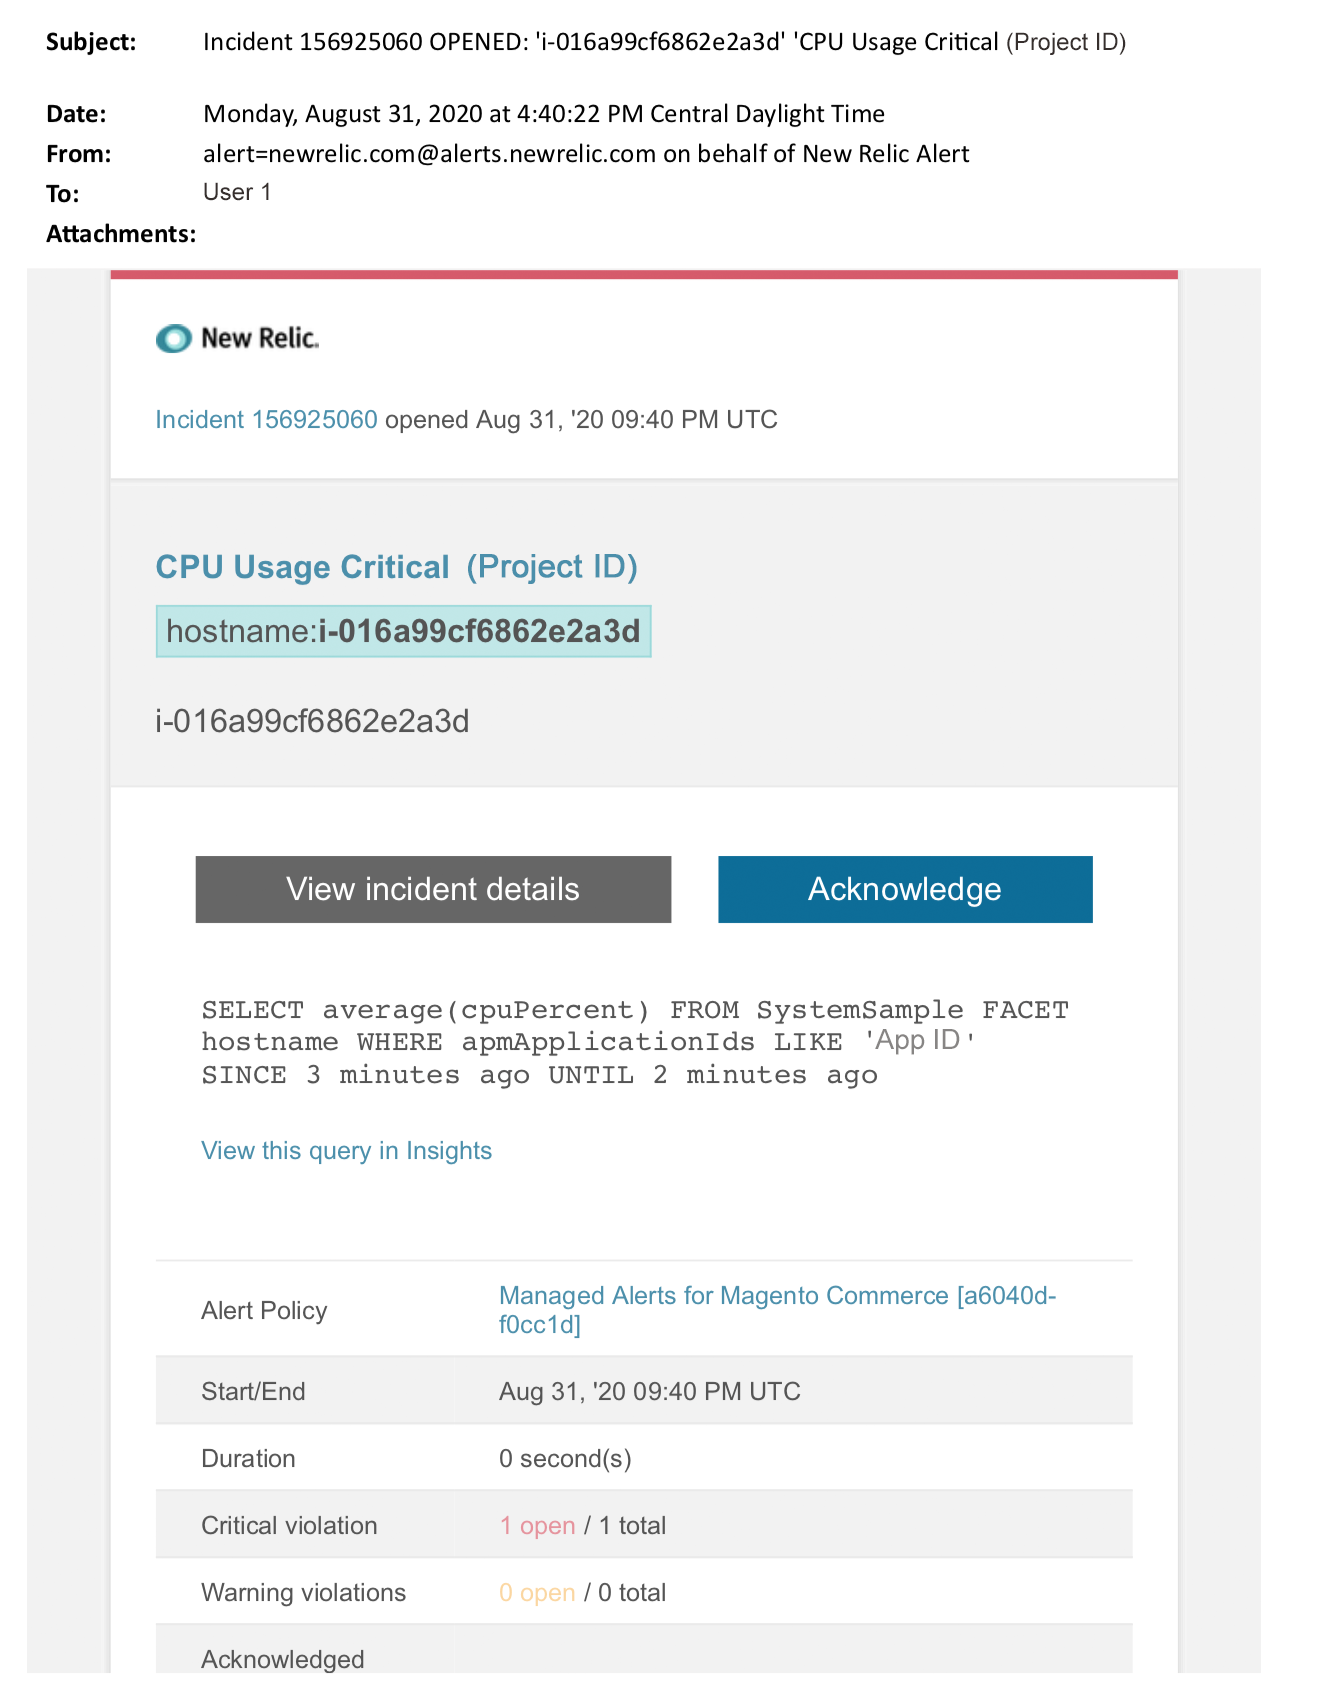 Subject: Incident 156925060 OPENED: 'i-016a99cf6862e2a3d' 'CPU Usage Critical (Project ID)
Date: Monday, August 31, 2020 at 4:40:22 PM Central Daylight Time
From: alert=newrelic.com@alerts.newrelic.com on behalf of New Relic Alert
To: User 1
Attachments:
New Relic.
Incident 156925060 opened Aug 31, '20 09:40 PM UTC
CPU Usage Critical (Project ID)
hostname:i-016a99cf6862e2a3d
i-016a99cf6862e2a3d
View incident details Acknowledge
SELECT average(cpuPercent) FROM SystemSample FACET
hostname WHERE apmApplicationIds LIKE 'App ID'
SINCE 3 minutes ago UNTIL 2 minutes ago
View this query in Insights
Alert Policy Managed Alerts for Magento Commerce [a6040d-
f0cc1d]
Start/End Aug 31, '20 09:40 PM UTC
Duration 0 second(s)
Critical violation 1 open / 1 total
Warning violations 0 open / 0 total
Acknowledged